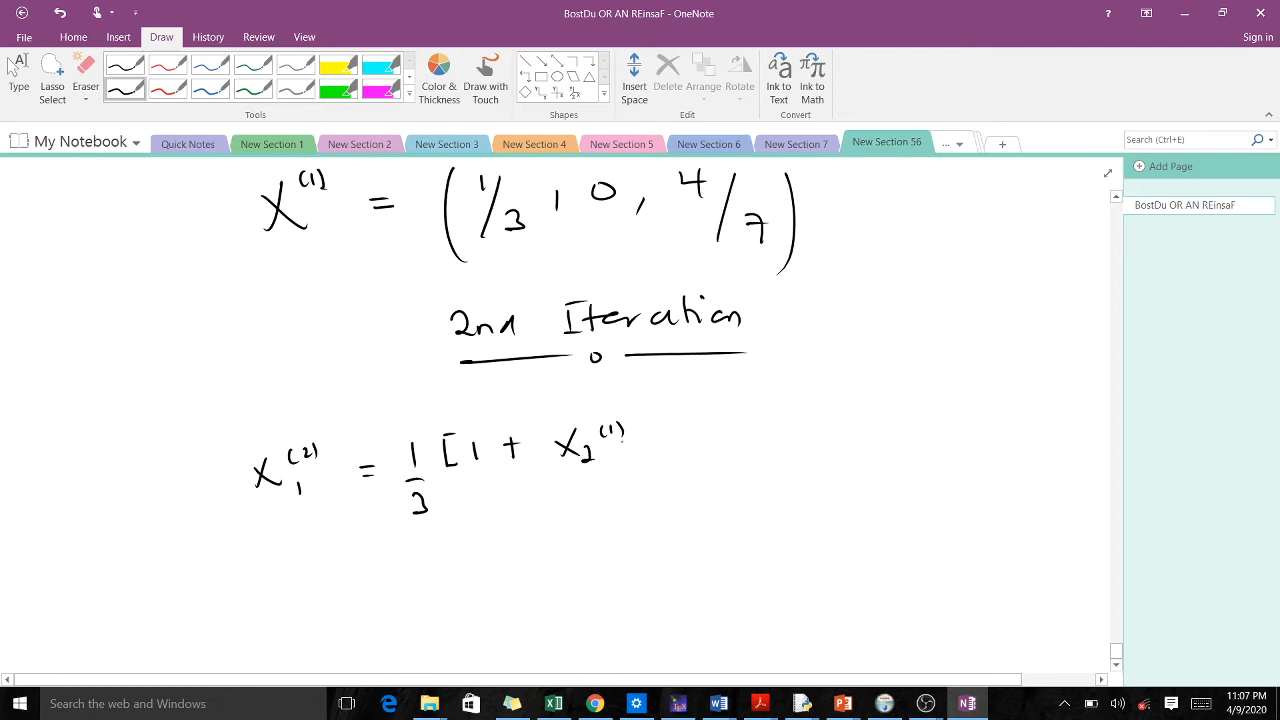 BostDu OR AN REinsaF - OneNote
File Home Insert Draw History Review View Sign in
Type Lasso Select Eraser Color & Thickness Draw with Touch Insert Space Delete Arrange Rotate Ink to Text Ink to Math
Tools Shapes Edit Convert
My Notebook Quick Notes New Section 1 New Section 2 New Section 3 New Section 4 New Section 5 New Section 6 New Section 7 New Section 56 ... Search (Ctrl+E)
Add Page
BostDu OR AN REinsaF
X^(1) = (1/3, 0, 4/7)
2nd Iteration
X_1^(2) = 1/3 [1 + X_2^(1)
Search the web and Windows
11:07 PM
4/9/2020